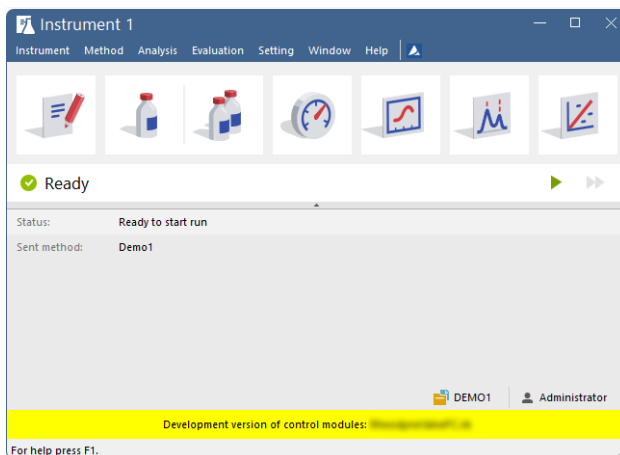 Instrument 1
Instrument Method Analysis Evaluation Setting Window Help
Ready
Status: Ready to start run
Sent method: Demo1
DEMO1 Administrator
Development version of control modules:
For help press F1.